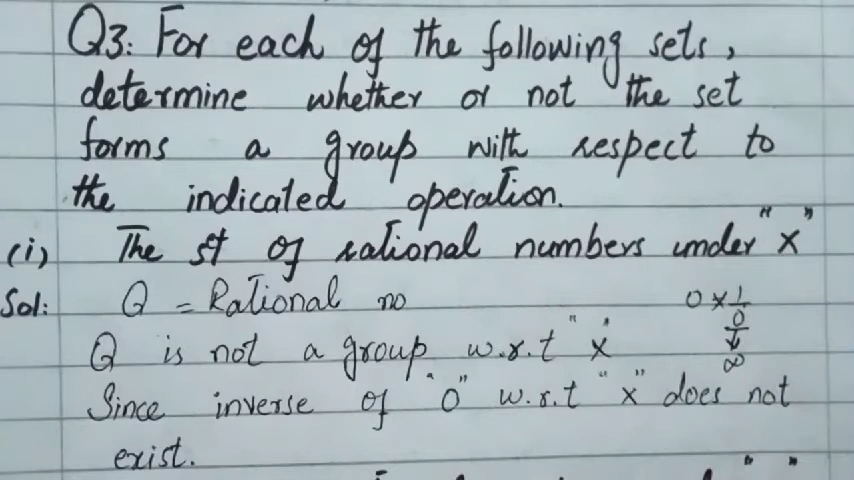 Q3: For each of the following sets,
determine whether or not the set
forms a group with respect to
the indicated operation.
(i) The st of rational numbers under "x"
Sol: Q = Rational no 0 x 1/0
↓
∞
Q is not a group w.r.t "x"
Since inverse of "0" w.r.t "x" does not
exist.